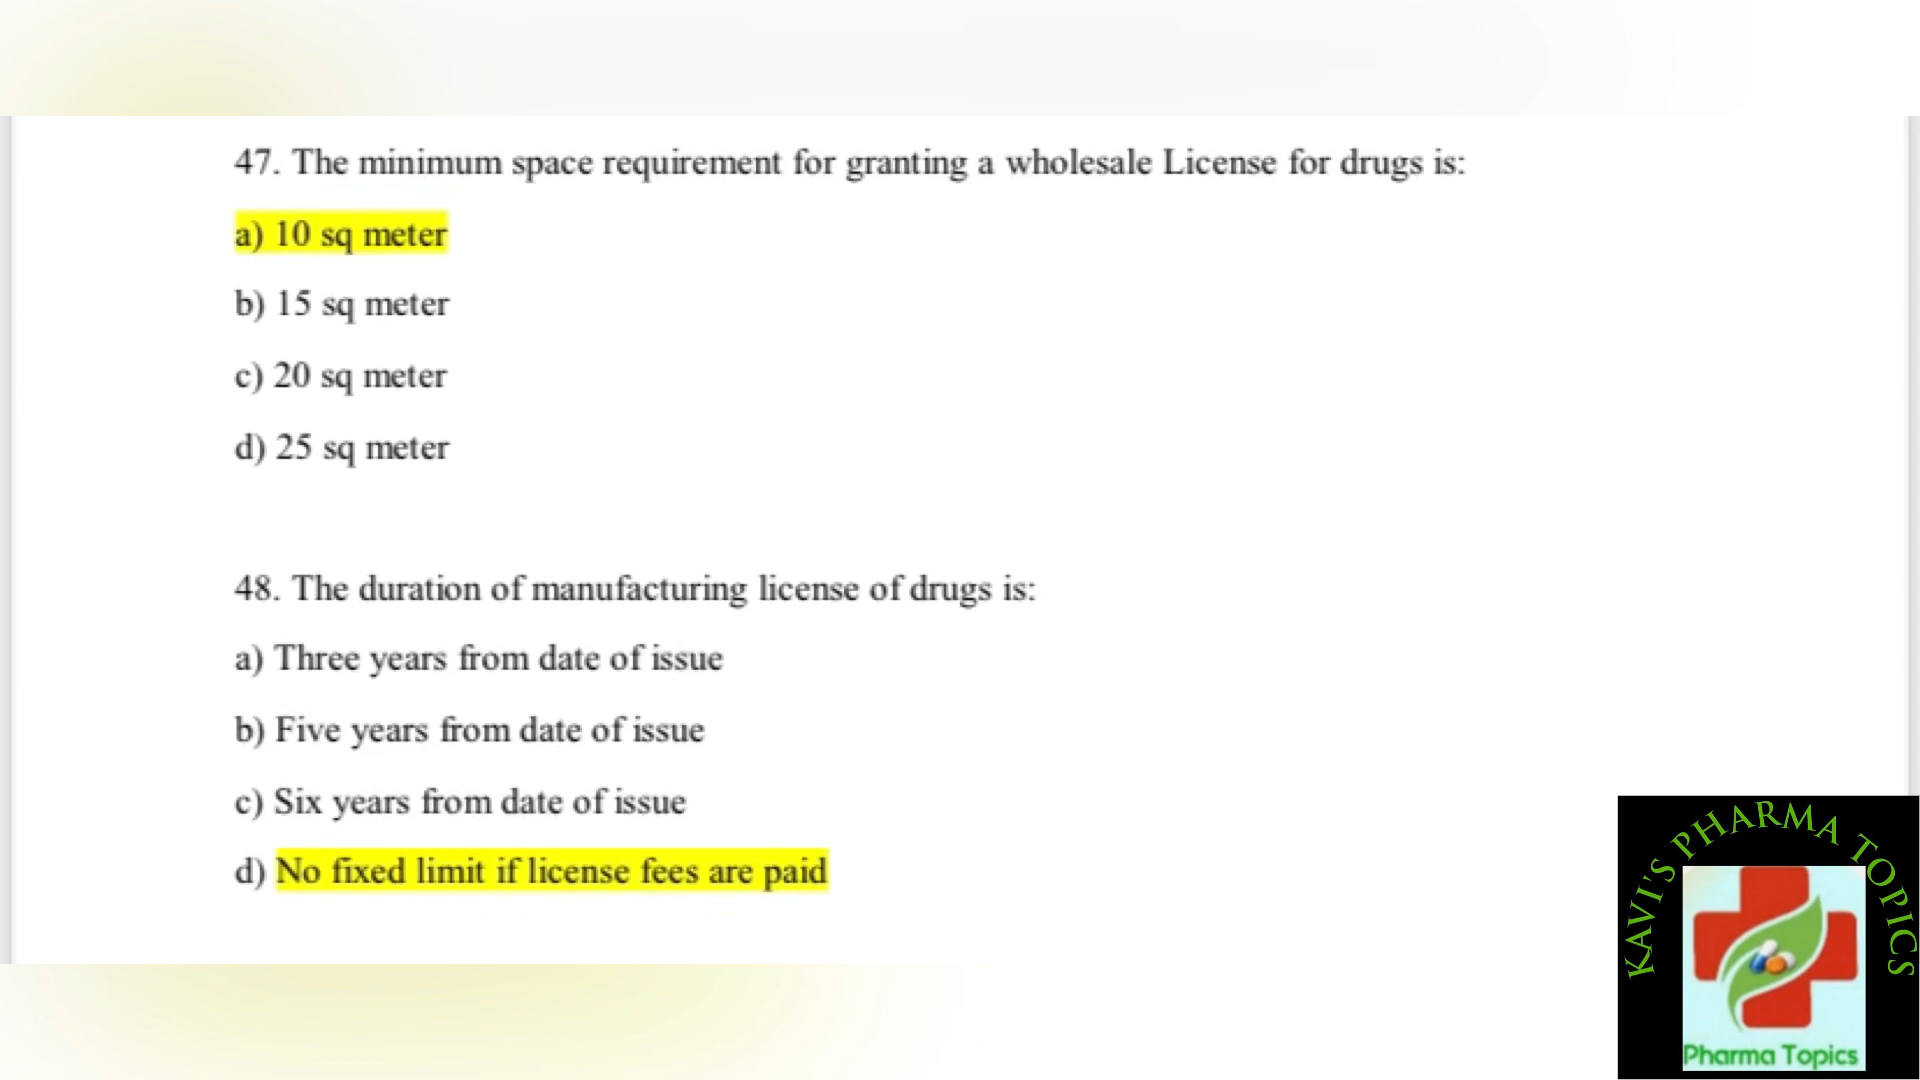 47. The minimum space requirement for granting a wholesale License for drugs is:
a) 10 sq meter
b) 15 sq meter
c) 20 sq meter
d) 25 sq meter
48. The duration of manufacturing license of drugs is:
a) Three years from date of issue
b) Five years from date of issue
c) Six years from date of issue
d) No fixed limit if license fees are paid
KAVI'S PHARMA TOPICS
Pharma Topics